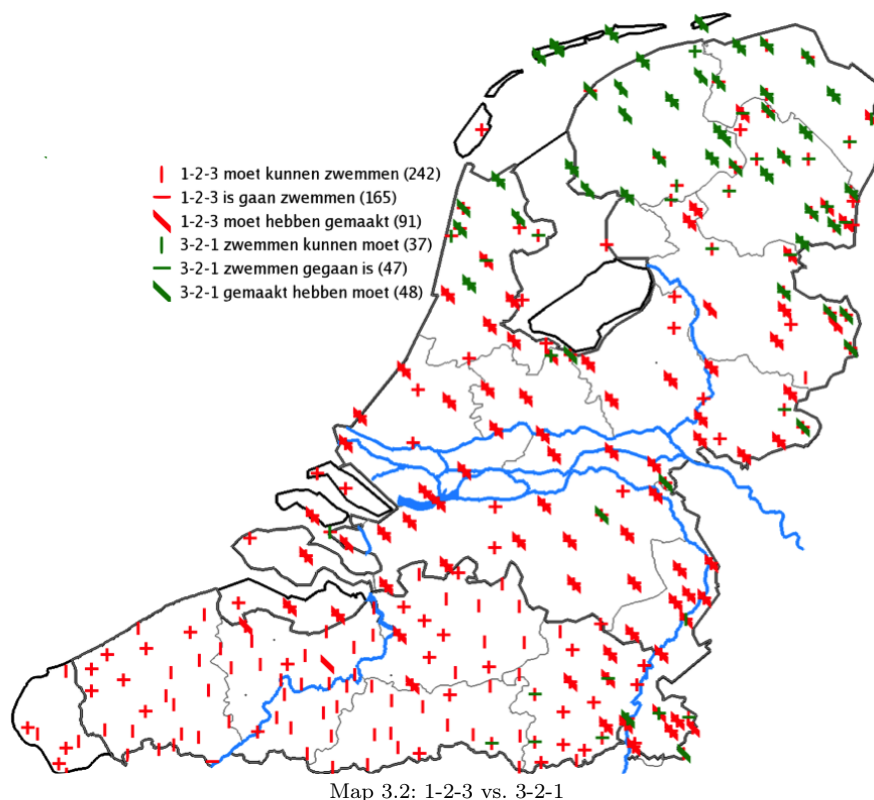 1-2-3 moet kunnen zwemmen (242)
1-2-3 is gaan zwemmen (165)
1-2-3 moet hebben gemaakt (91)
3-2-1 zwemmen kunnen moet (37)
3-2-1 zwemmen gegaan is (47)
3-2-1 gemaakt hebben moet (48)
Map 3.2: 1-2-3 vs. 3-2-1